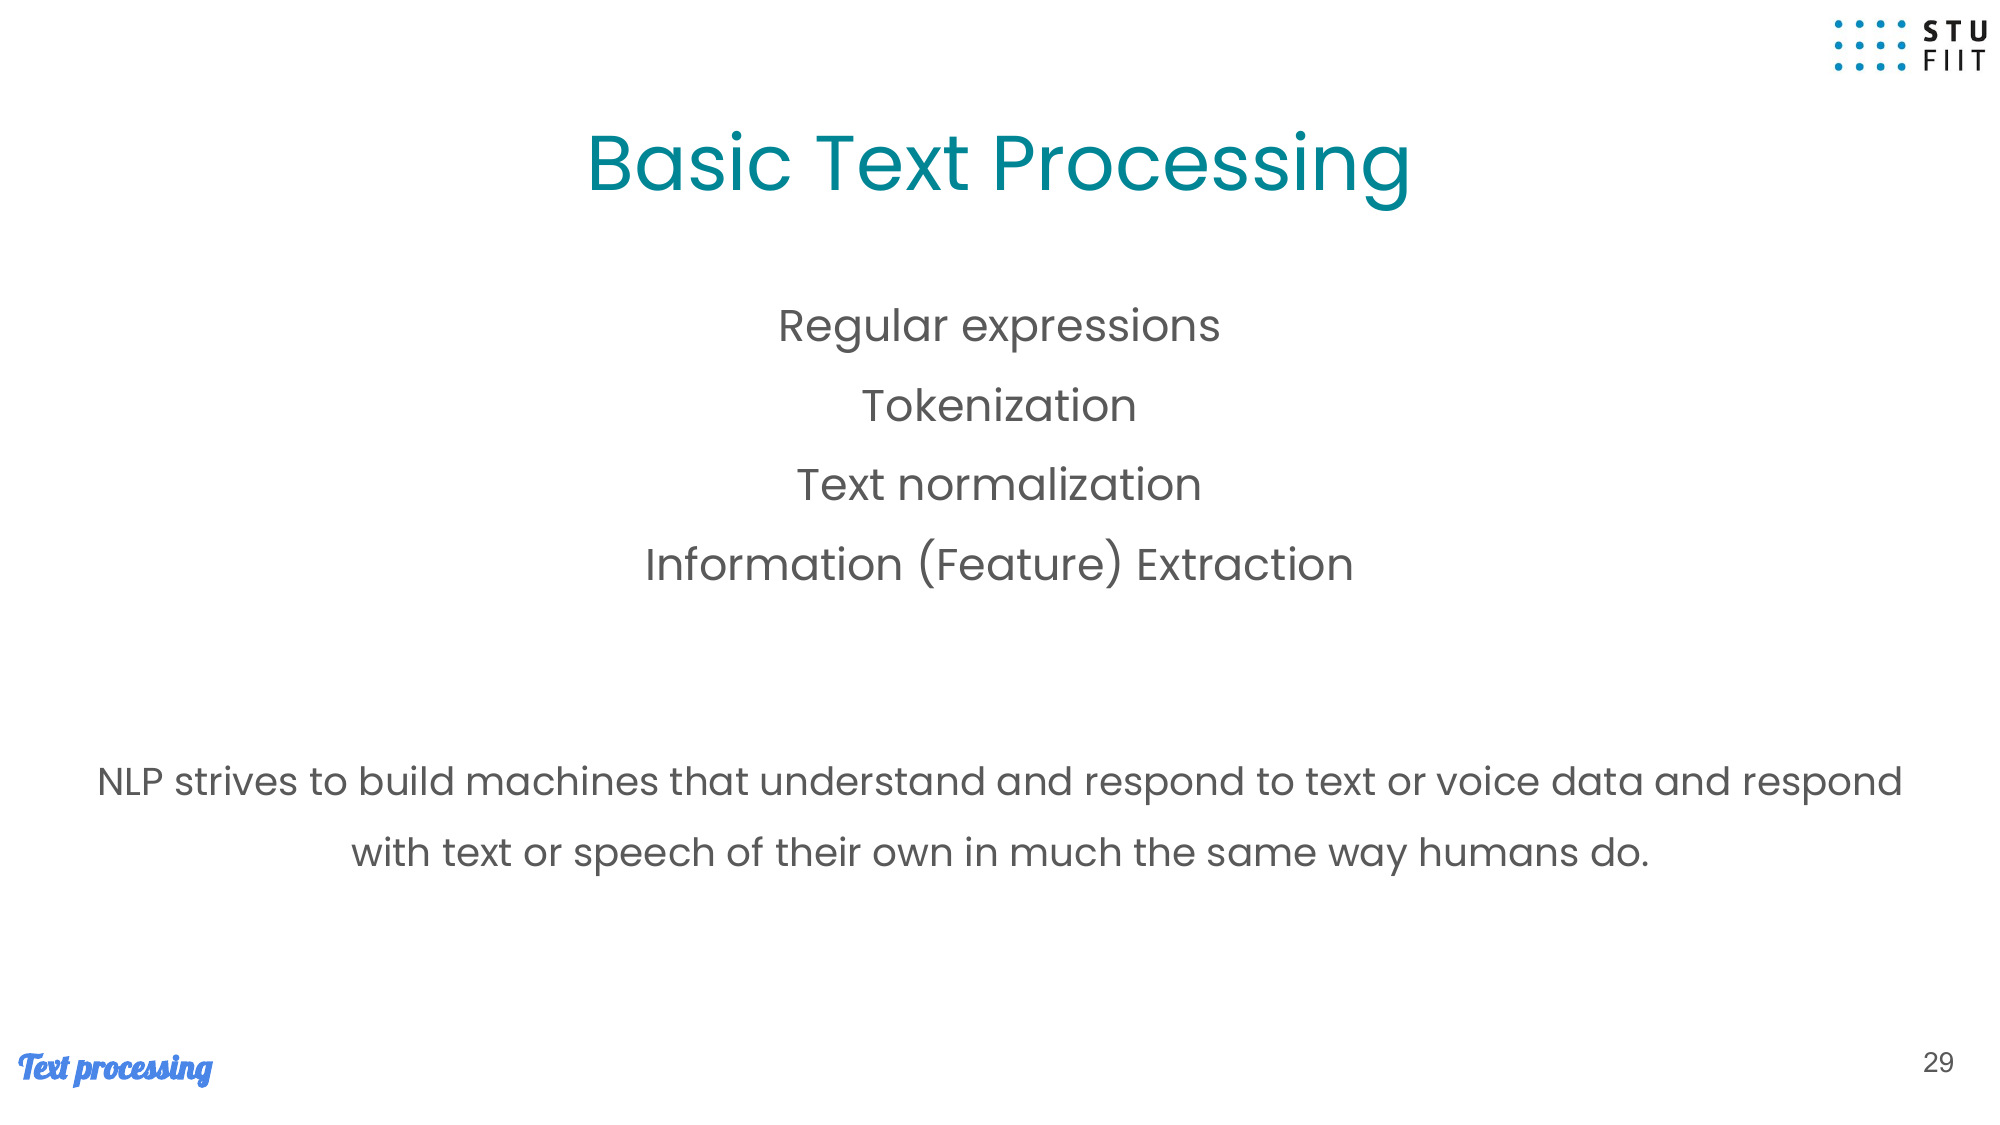 STU
FIIT
Basic Text Processing
Regular expressions
Tokenization
Text normalization
Information (Feature) Extraction
NLP strives to build machines that understand and respond to text or voice data and respond
with text or speech of their own in much the same way humans do.
Text processing
29